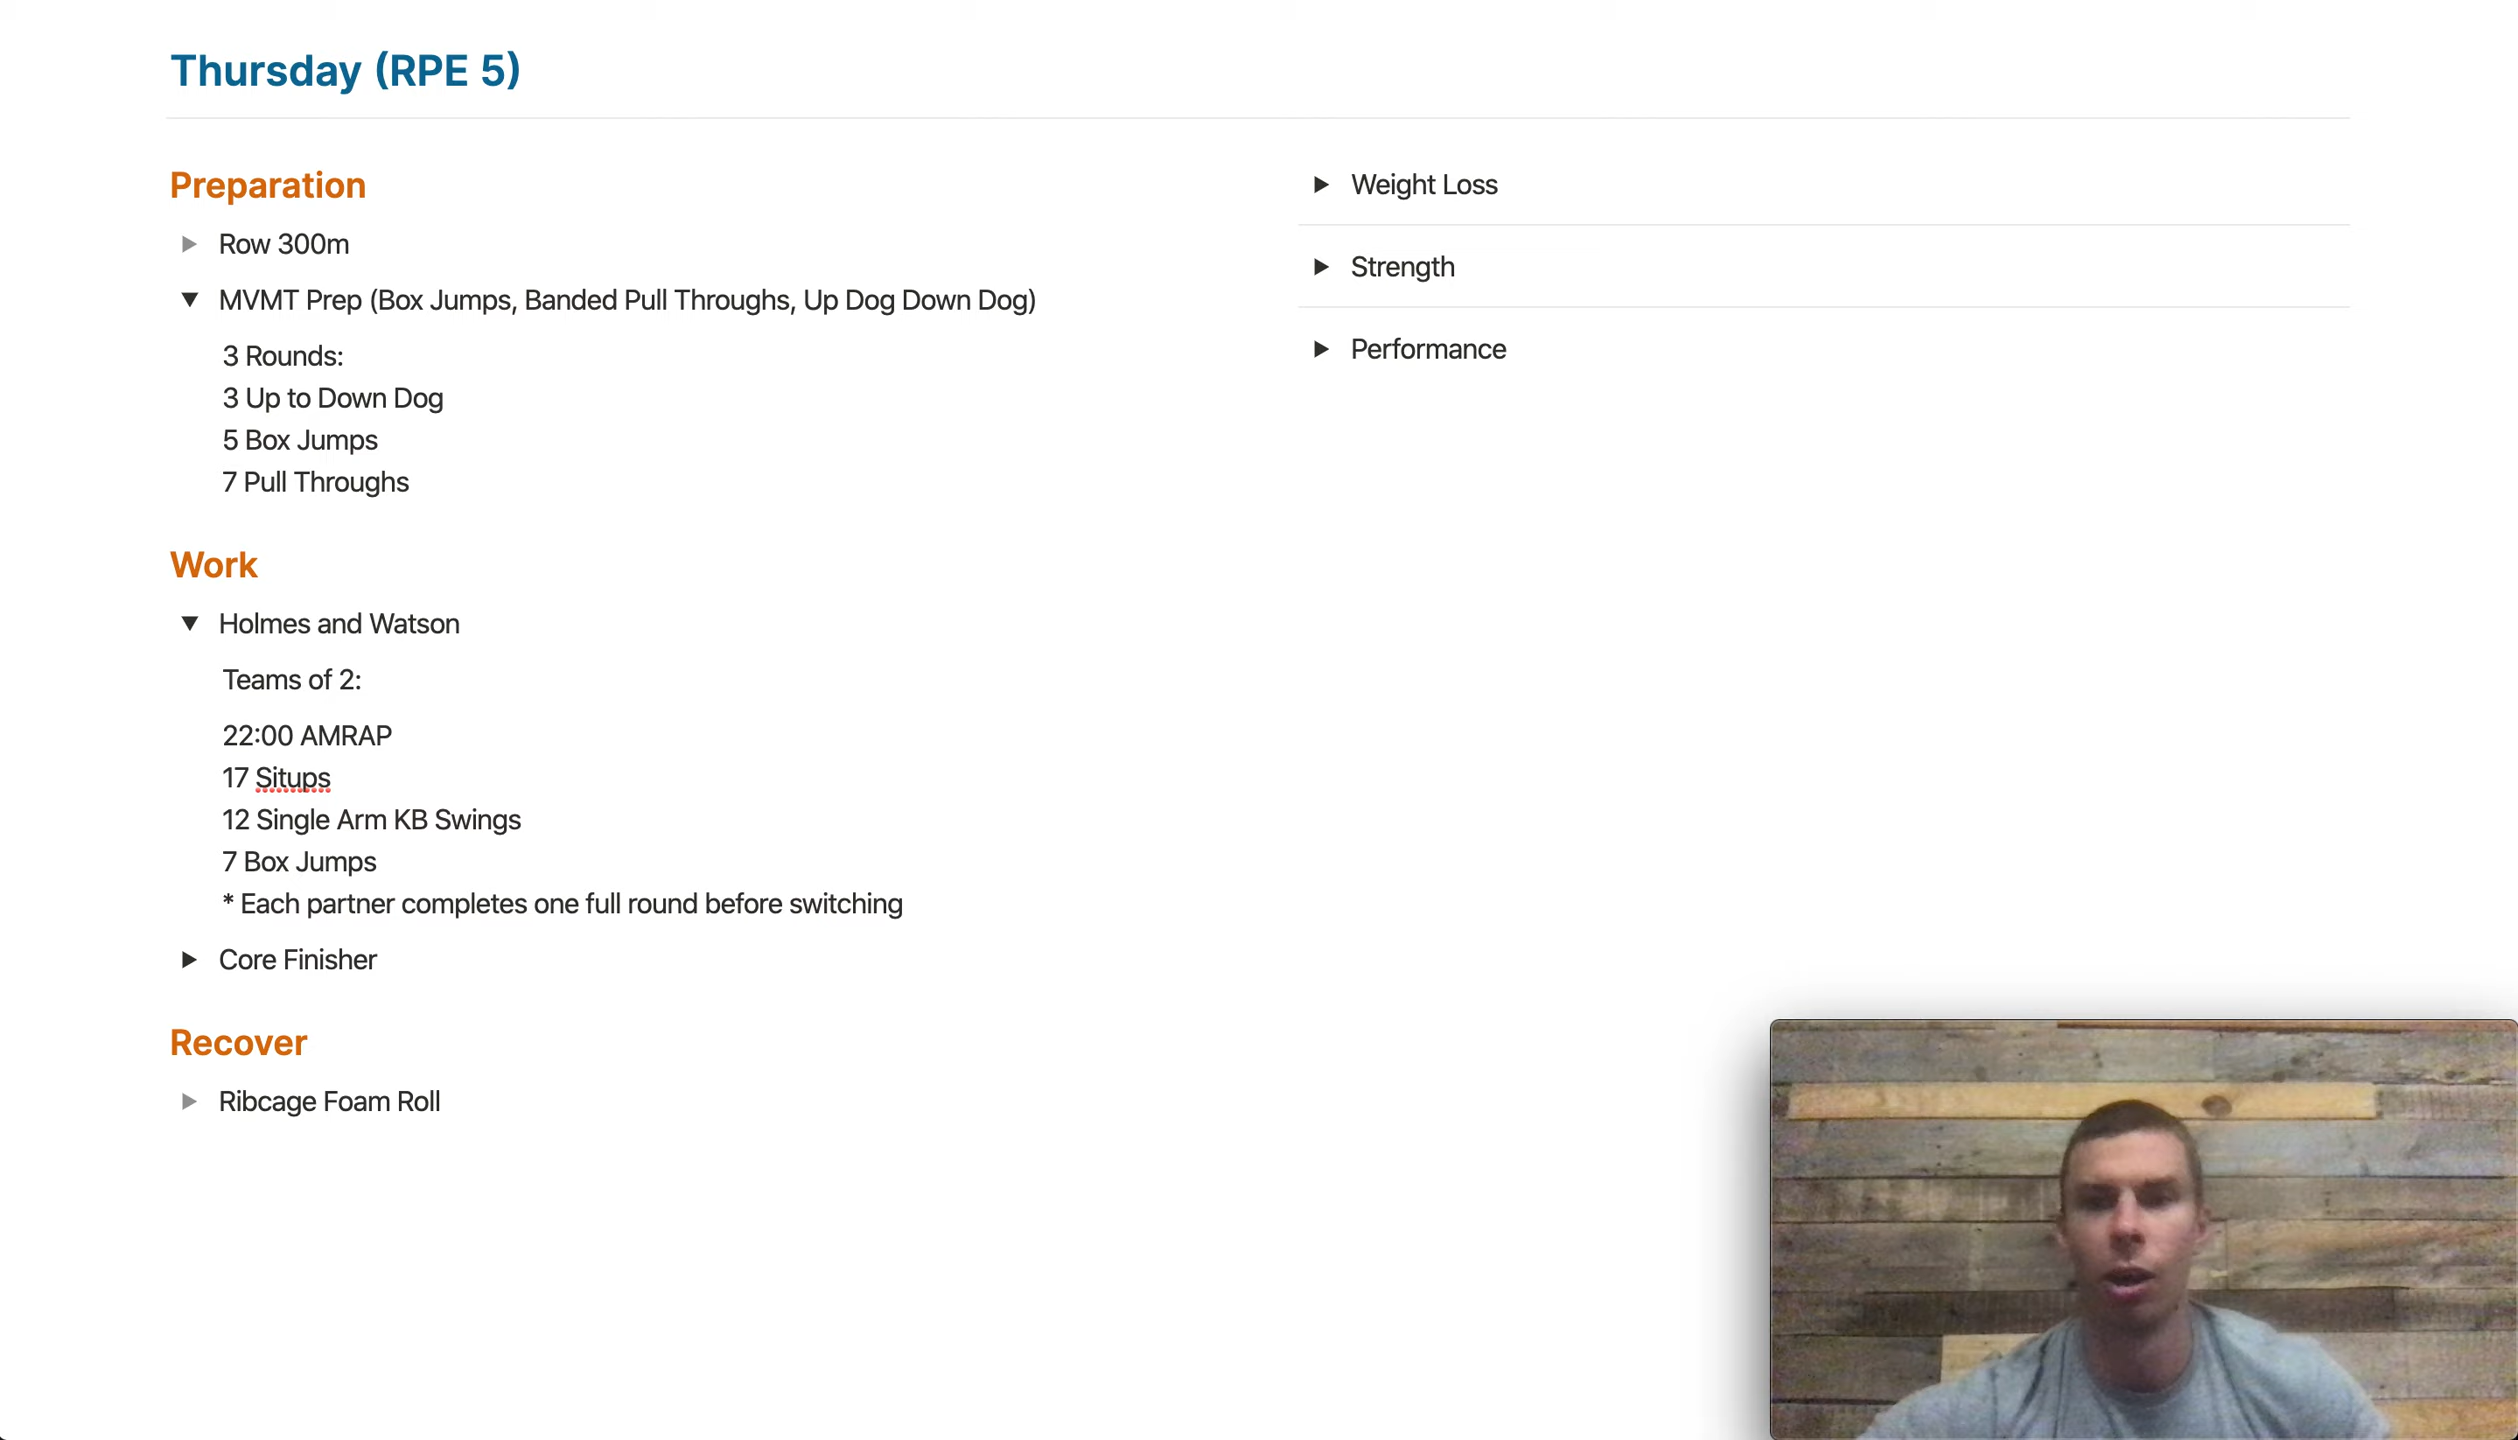 Thursday (RPE 5)
Preparation
Row 300m
MVMT Prep (Box Jumps, Banded Pull Throughs, Up Dog Down Dog)
3 Rounds:
3 Up to Down Dog
5 Box Jumps
7 Pull Throughs
Work
Holmes and Watson
Teams of 2:
22:00 AMRAP
17 Situps
12 Single Arm KB Swings
7 Box Jumps
* Each partner completes one full round before switching
Core Finisher
Recover
Ribcage Foam Roll
Weight Loss
Strength
Performance